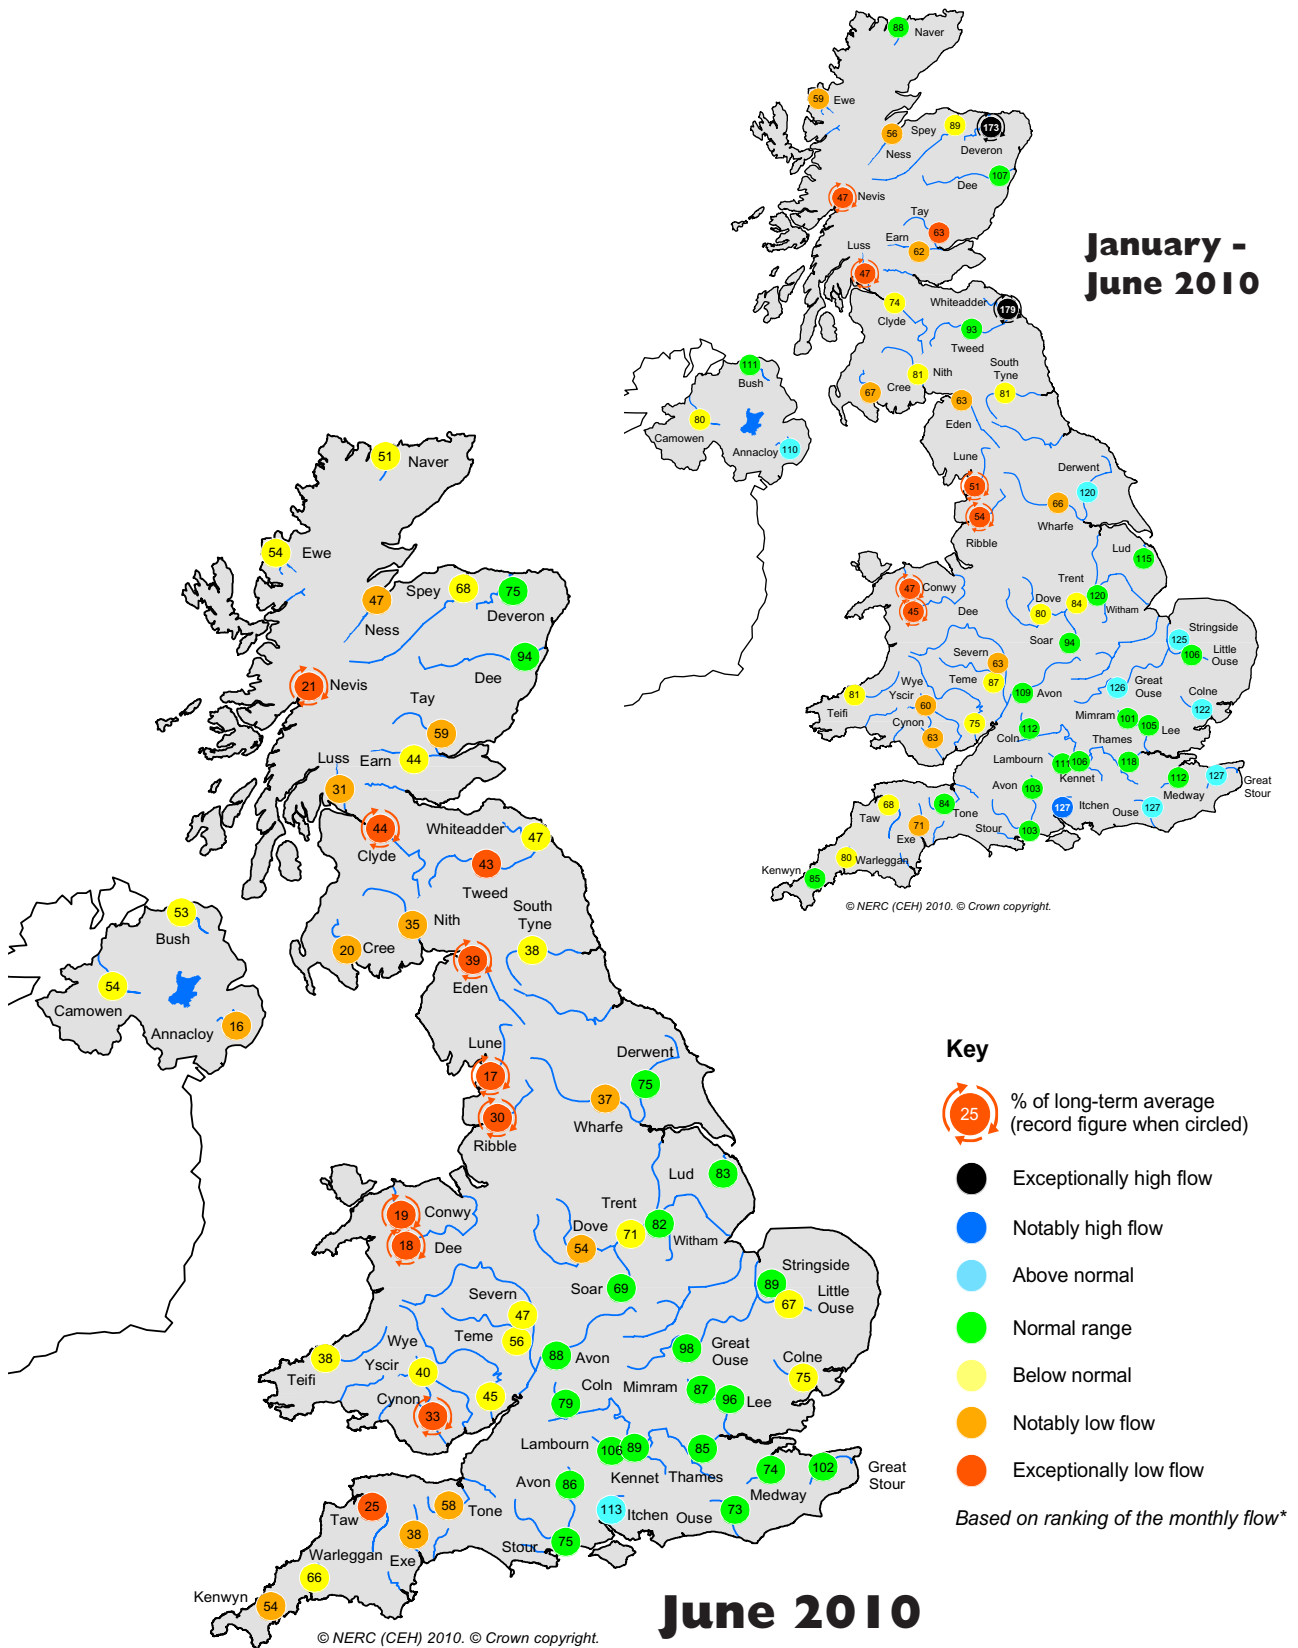 88
Naver
59
Ewe
56
Spey
89
173
Ness
Deveron
Dee
107
47
Nevis
Tay
63
Earn
62
Luss
47
January -
June 2010
74
Clyde
Whiteadder
179
93
Tweed
111
Bush
81
Nith
South
Tyne
81
67
Cree
63
Eden
80
Camowen
Annacloy
110
Lune
51
Derwent
120
54
66
Wharfe
Ribble
Lud
115
47
Conwy
45
Dee
Trent
120
Dove
84
80
Witham
Soar
94
Stringside
125
106
Little
Ouse
Severn
63
Teme
87
Wye
Yscir
60
81
Teifi
109
Avon
126
Great
Ouse
Colne
122
Cynon
63
75
Coln
112
Mimram
101
105
Lee
Thames
118
Lambourn
111
106
Kennet
112
Medway
127
Great
Stour
Avon
103
127
Itchen
Ouse
127
68
Taw
84
Tone
71
Exe
Stour
103
80
Warleggan
Kenwyn
85
© NERC (CEH) 2010. © Crown copyright.
51
Naver
54
Ewe
47
Ness
Spey
68
75
Deveron
94
Dee
21
Nevis
Tay
59
Luss
Earn
44
31
44
Clyde
Whiteadder
47
43
Tweed
South
Tyne
38
35
Nith
20
Cree
39
Eden
53
Bush
54
Camowen
Annacloy
16
Lune
17
Derwent
75
37
Wharfe
30
Ribble
Lud
83
19
Conwy
18
Dee
Trent
82
Dove
71
54
Witham
Soar
69
Stringside
89
67
Little
Ouse
Severn
47
Teme
56
Wye
Yscir
40
38
Teifi
88
Avon
98
Great
Ouse
Colne
75
Cynon
33
45
Coln
79
Mimram
87
96
Lee
Lambourn
106
89
Kennet
85
Thames
74
Medway
102
Great
Stour
Avon
86
113
Itchen
Ouse
73
25
Taw
58
Tone
38
Exe
Stour
75
Warleggan
66
Kenwyn
54
© NERC (CEH) 2010. © Crown copyright.
June 2010
Key
25
% of long-term average
(record figure when circled)
Exceptionally high flow
Notably high flow
Above normal
Normal range
Below normal
Notably low flow
Exceptionally low flow
Based on ranking of the monthly flow*